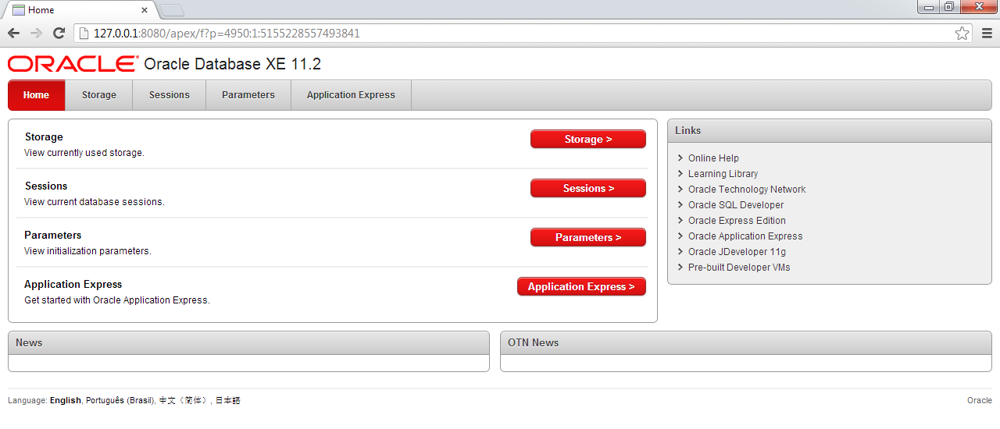 Home
127.0.0.1:8080/apex/f?p=4950:1:5155228557493841
ORACLE® Oracle Database XE 11.2
Home Storage Sessions Parameters Application Express
Storage
View currently used storage.
Storage >
Sessions
View current database sessions.
Sessions >
Parameters
View initialization parameters.
Parameters >
Application Express
Get started with Oracle Application Express.
Application Express >
Links
Online Help
Learning Library
Oracle Technology Network
Oracle SQL Developer
Oracle Express Edition
Oracle Application Express
Oracle JDeveloper 11g
Pre-built Developer VMs
News
OTN News
Language: English, Português (Brasil), 中文（简体）, 日本語
Oracle